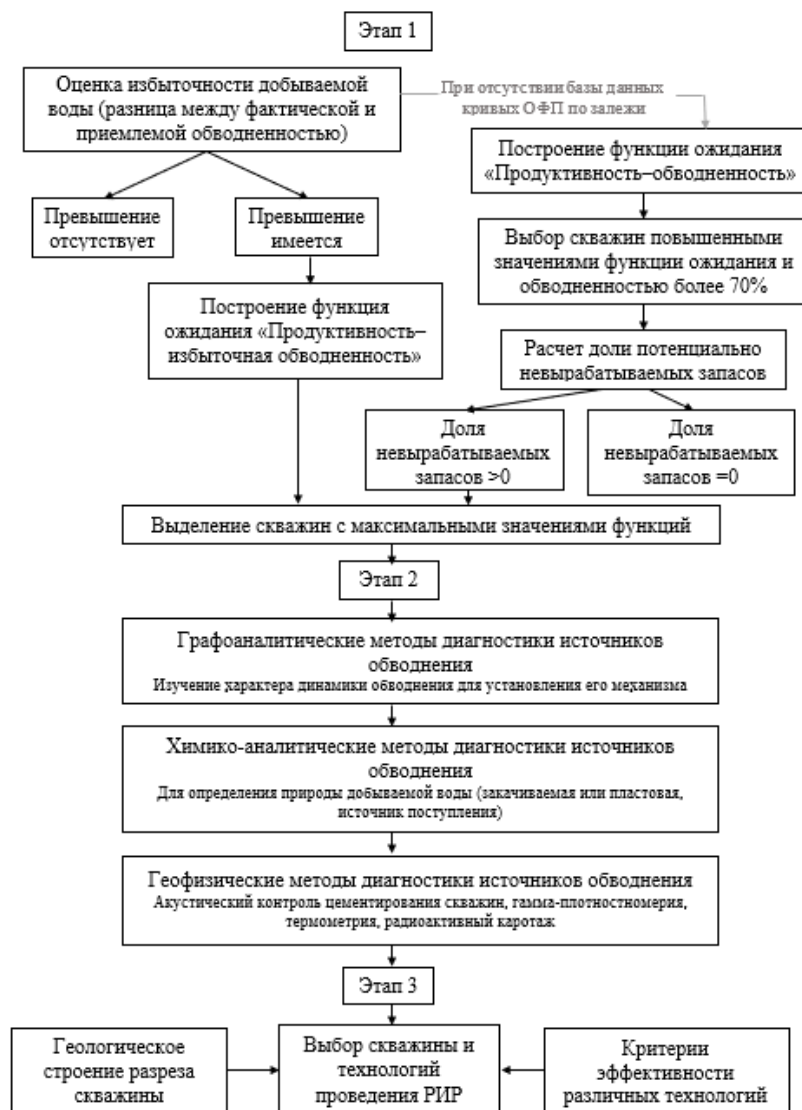 Этап 1
Оценка избыточности добываемой
воды (разница между фактической и
приемлемой обводненностью)
При отсутствии базы данных
кривых ОФП по залежи
Построение функции ожидания
«Продуктивность–обводненность»
Превышение
отсутствует
Превышение
имеется
Выбор скважин повышенными
значениями функции ожидания и
обводненностью более 70%
Построение функция
ожидания «Продуктивность–
избыточная обводненность»
Расчет доли потенциально
невырабатываемых запасов
Доля
невырабатываемых
запасов >0
Доля
невырабатываемых
запасов =0
Выделение скважин с максимальными значениями функций
Этап 2
Графоаналитические методы диагностики источников
обводнения
Изучение характера динамики обводнения для установления его механизма
Химико-аналитические методы диагностики источников
обводнения
Для определения природы добываемой воды (закачиваемая или пластовая,
источник поступления)
Геофизические методы диагностики источников обводнения
Акустический контроль цементирования скважин, гамма-плотностномерия,
термометрия, радиоактивный каротаж
Этап 3
Геологическое
строение разреза
скважины
Выбор скважины и
технологий
проведения РИР
Критерии
эффективности
различных технологий